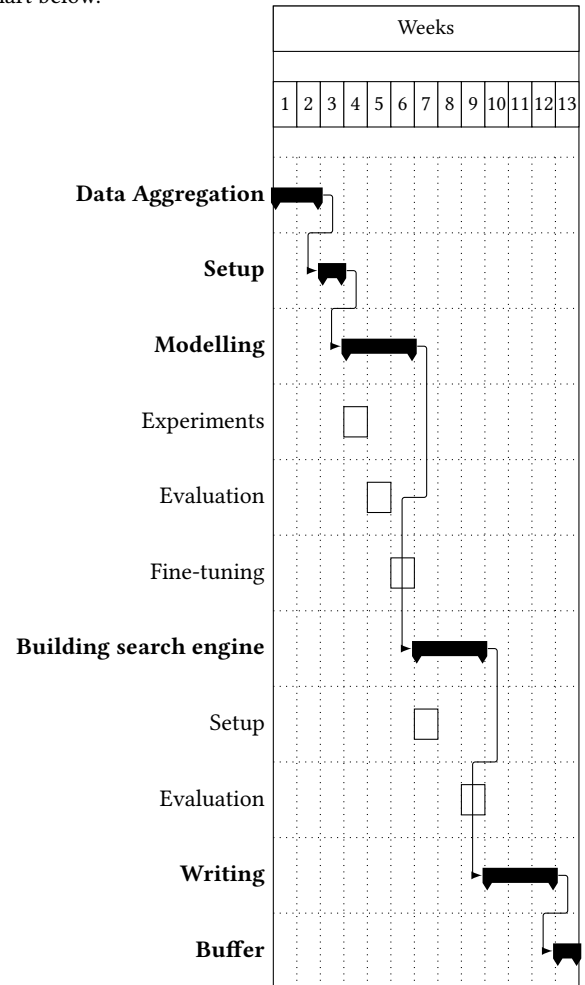 below.
Weeks
1 2 3 4 5 6 7 8 9 10 11 12 13
Data Aggregation
Setup
Modelling
Experiments
Evaluation
Fine-tuning
Building search engine
Setup
Evaluation
Writing
Buffer